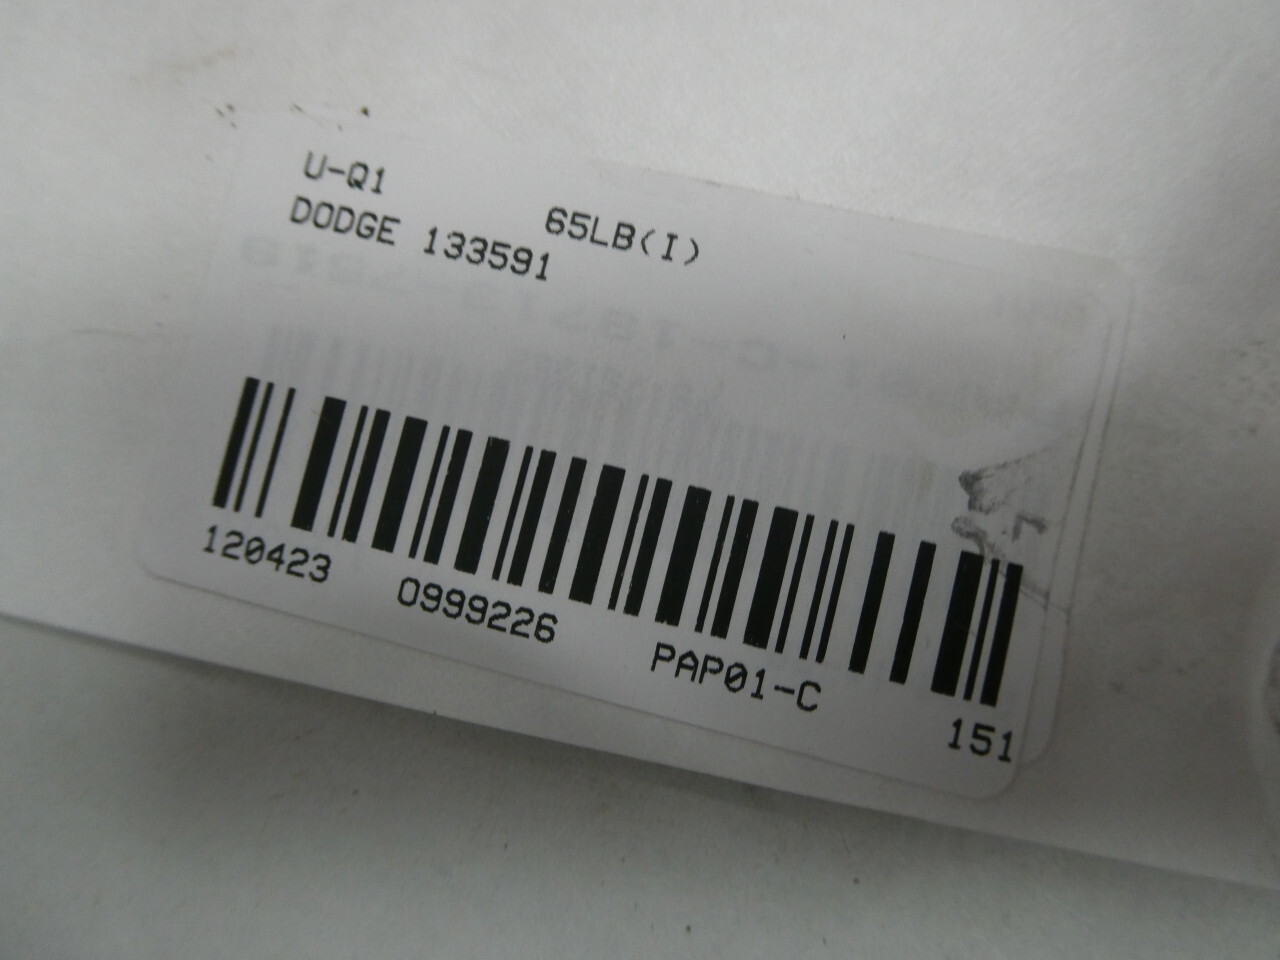 U-Q1
65LB(I)
DODGE 133591
120423 0999226 PAP01-C 151